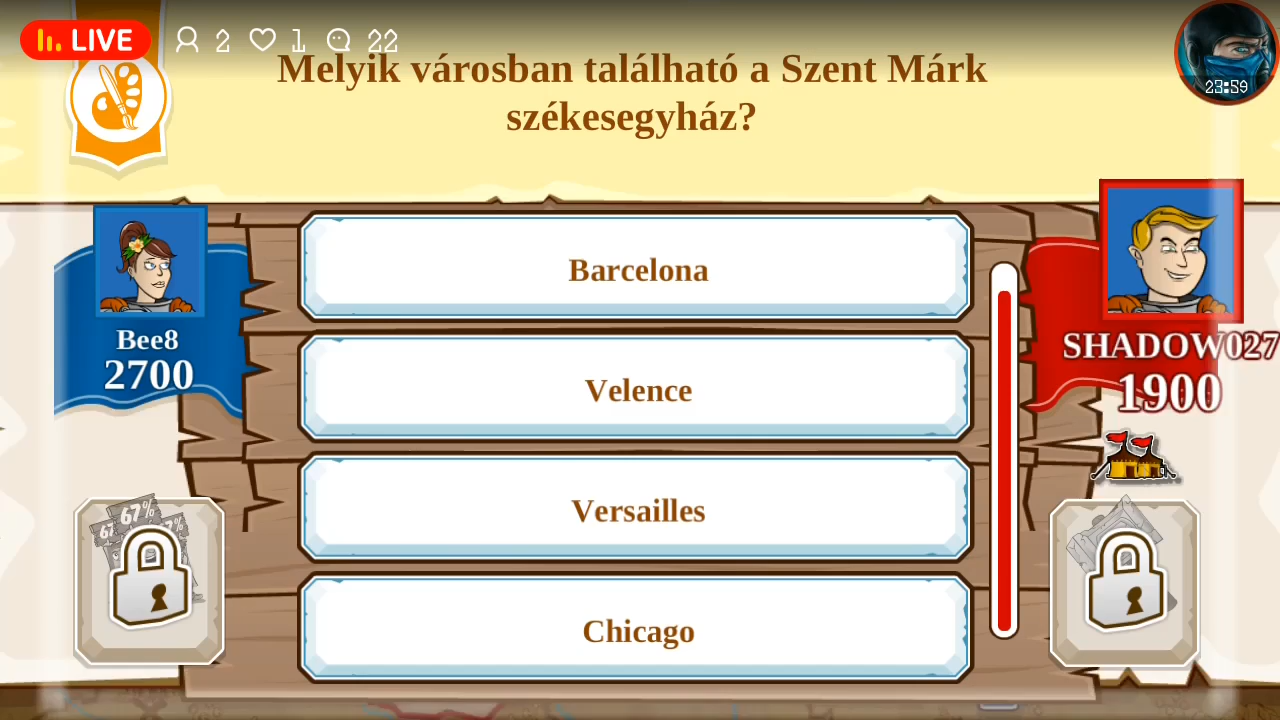 LIVE 2 1 22
Melyik városban található a Szent Márk
székesegyház?
23:59
Barcelona
Velence
Versailles
Chicago
Bee8
2700
SHADOW027
1900
67%